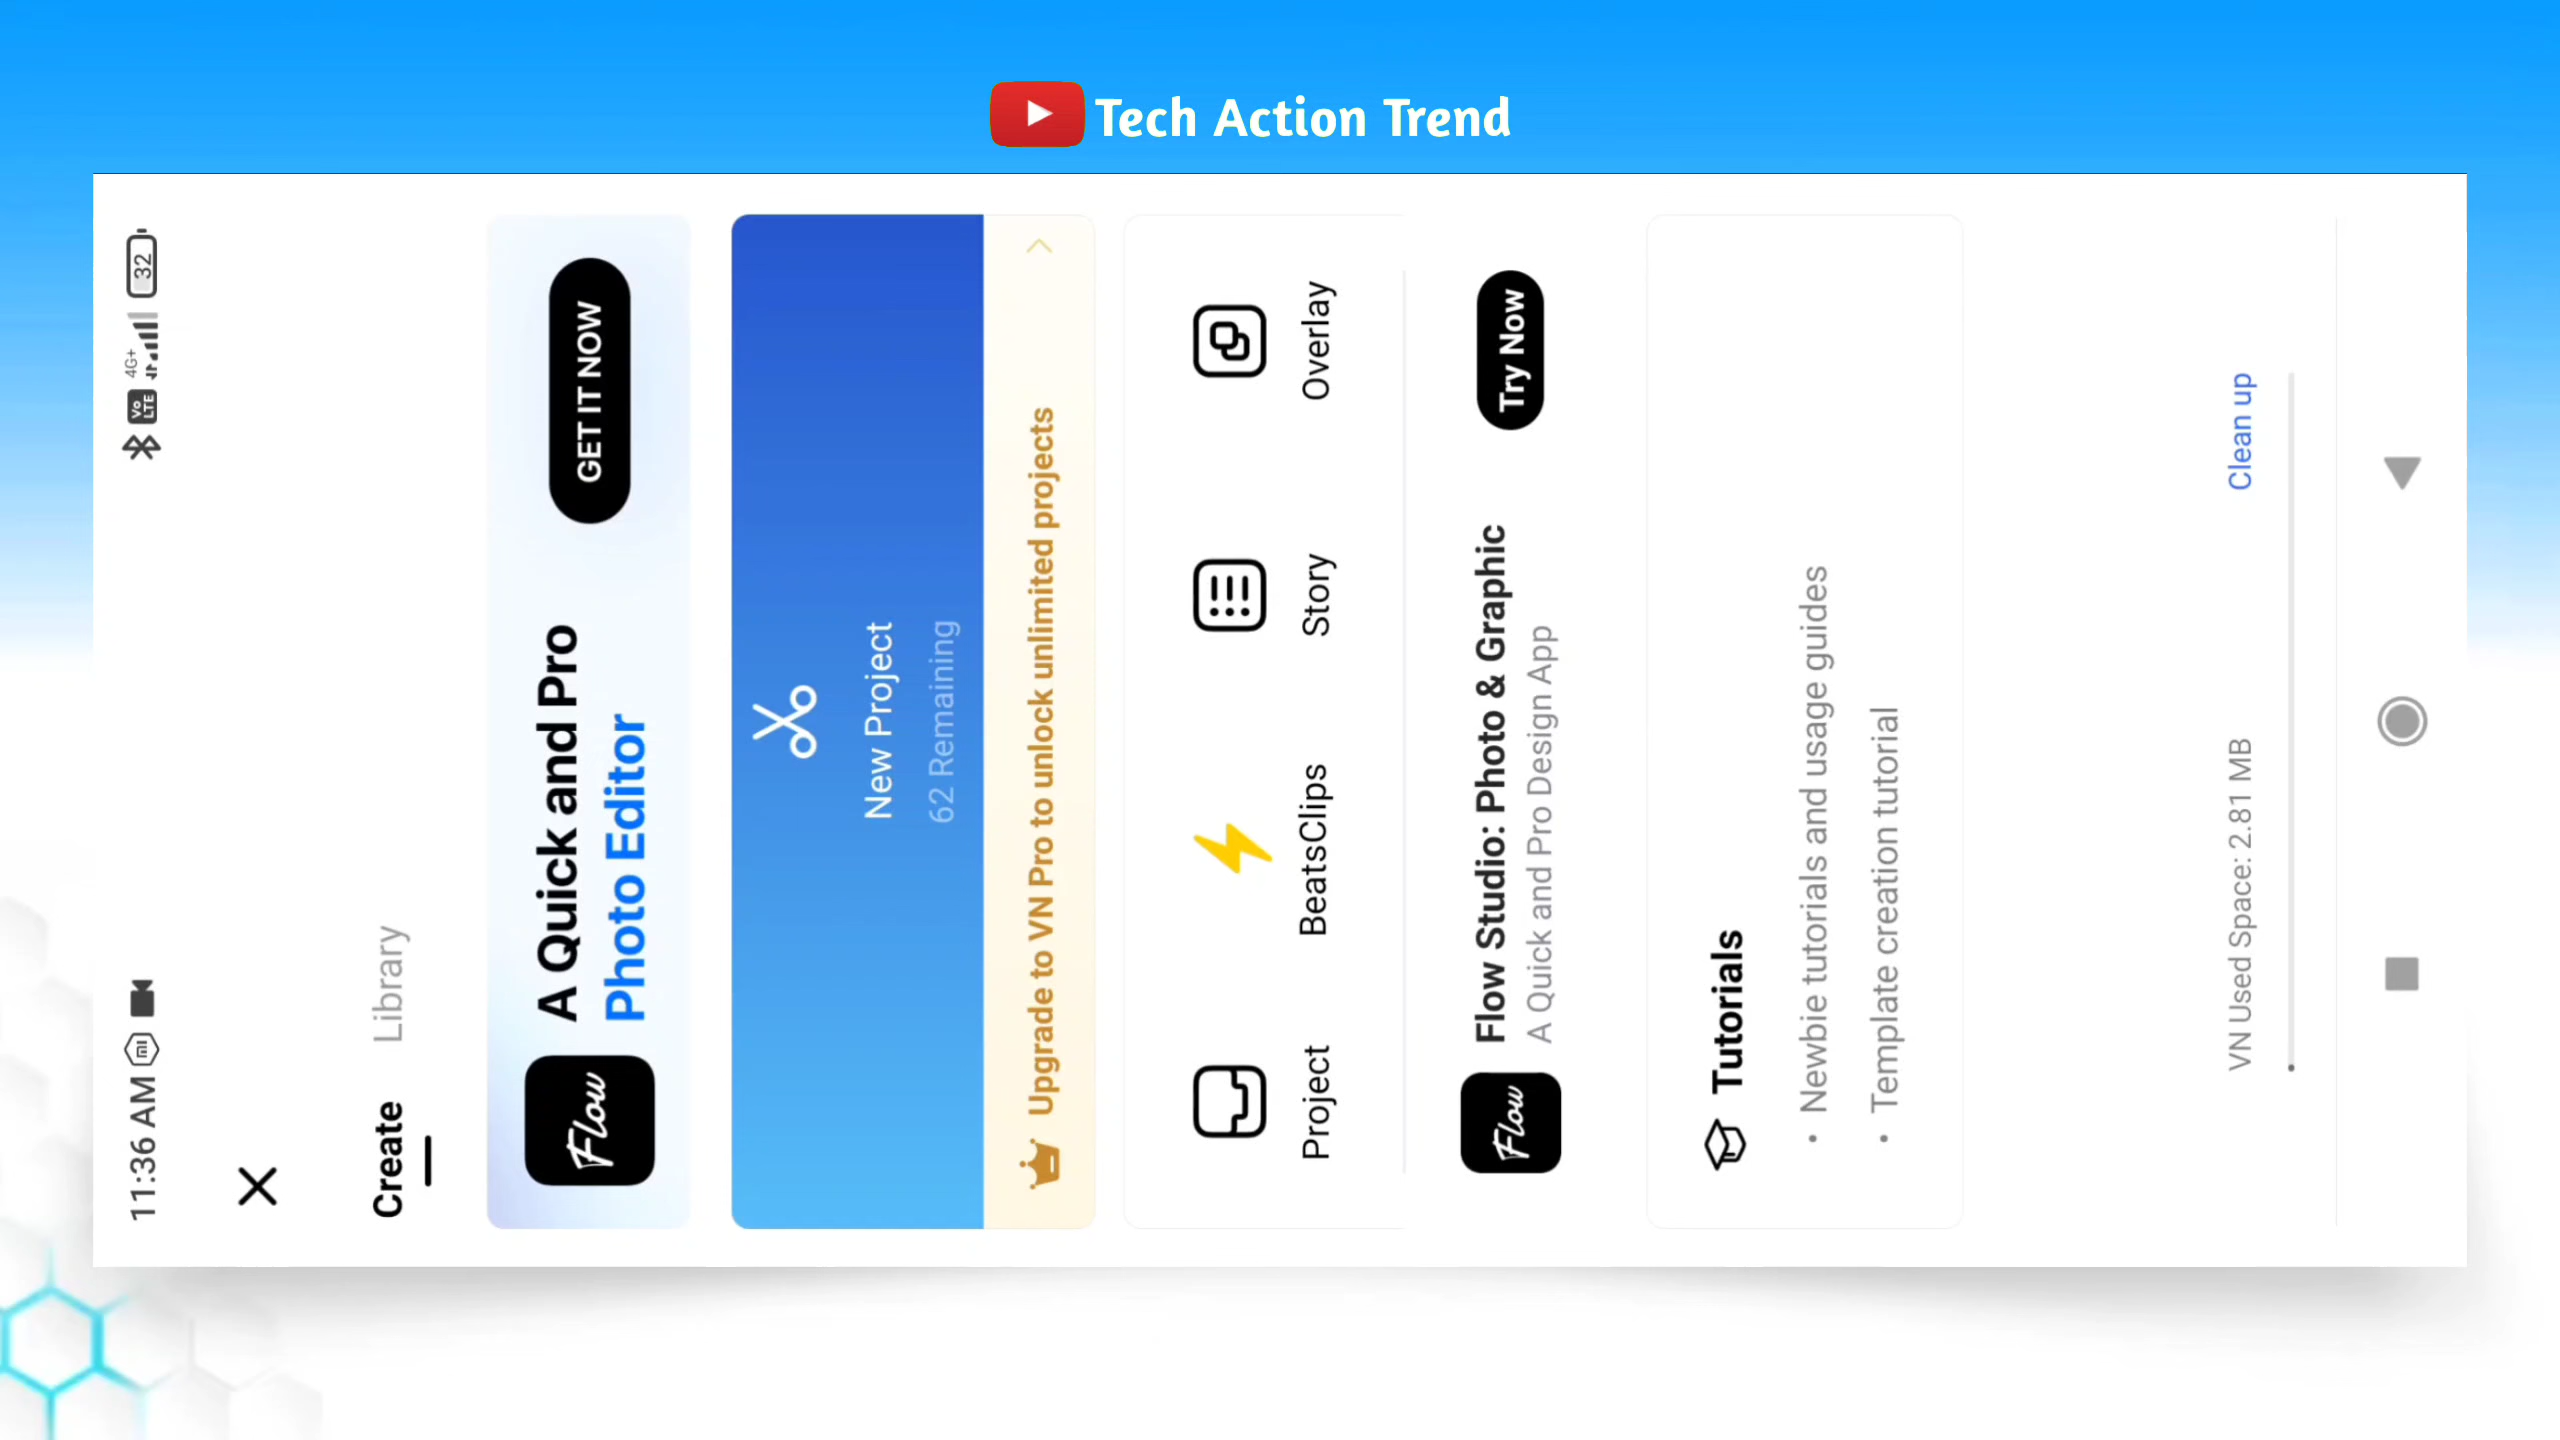 Tech Action Trend
11:36 AM
Vo LTE
4G+
32
Create
Library
Flow
A Quick and Pro
Photo Editor
GET IT NOW
New Project
62 Remaining
Upgrade to VN Pro to unlock unlimited projects
Project
BeatsClips
Story
Overlay
Flow
Flow Studio: Photo & Graphic
A Quick and Pro Design App
Try Now
Tutorials
• Newbie tutorials and usage guides
• Template creation tutorial
VN Used Space: 2.81 MB
Clean up